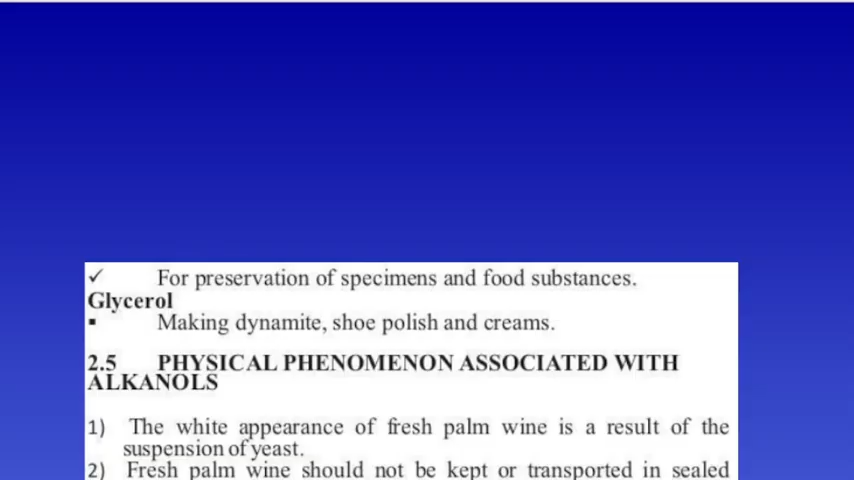 ✓ For preservation of specimens and food substances.
Glycerol
▪ Making dynamite, shoe polish and creams.
2.5 PHYSICAL PHENOMENON ASSOCIATED WITH
ALKANOLS
1) The white appearance of fresh palm wine is a result of the
suspension of yeast.
2) Fresh palm wine should not be kept or transported in sealed